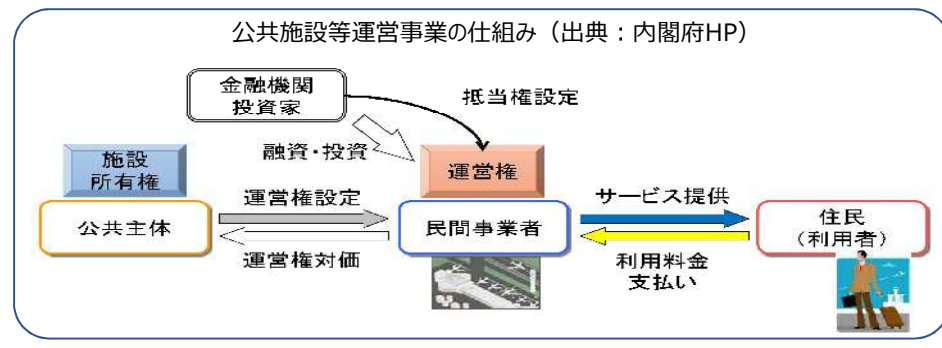 公共施設等運営事業の仕組み（出典：内閣府HP）
金融機関
投資家
抵当権設定
融資・投資
施設
所有権
運営権
公共主体
運営権設定
運営権対価
民間事業者
サービス提供
利用料金
支払い
住民
（利用者）